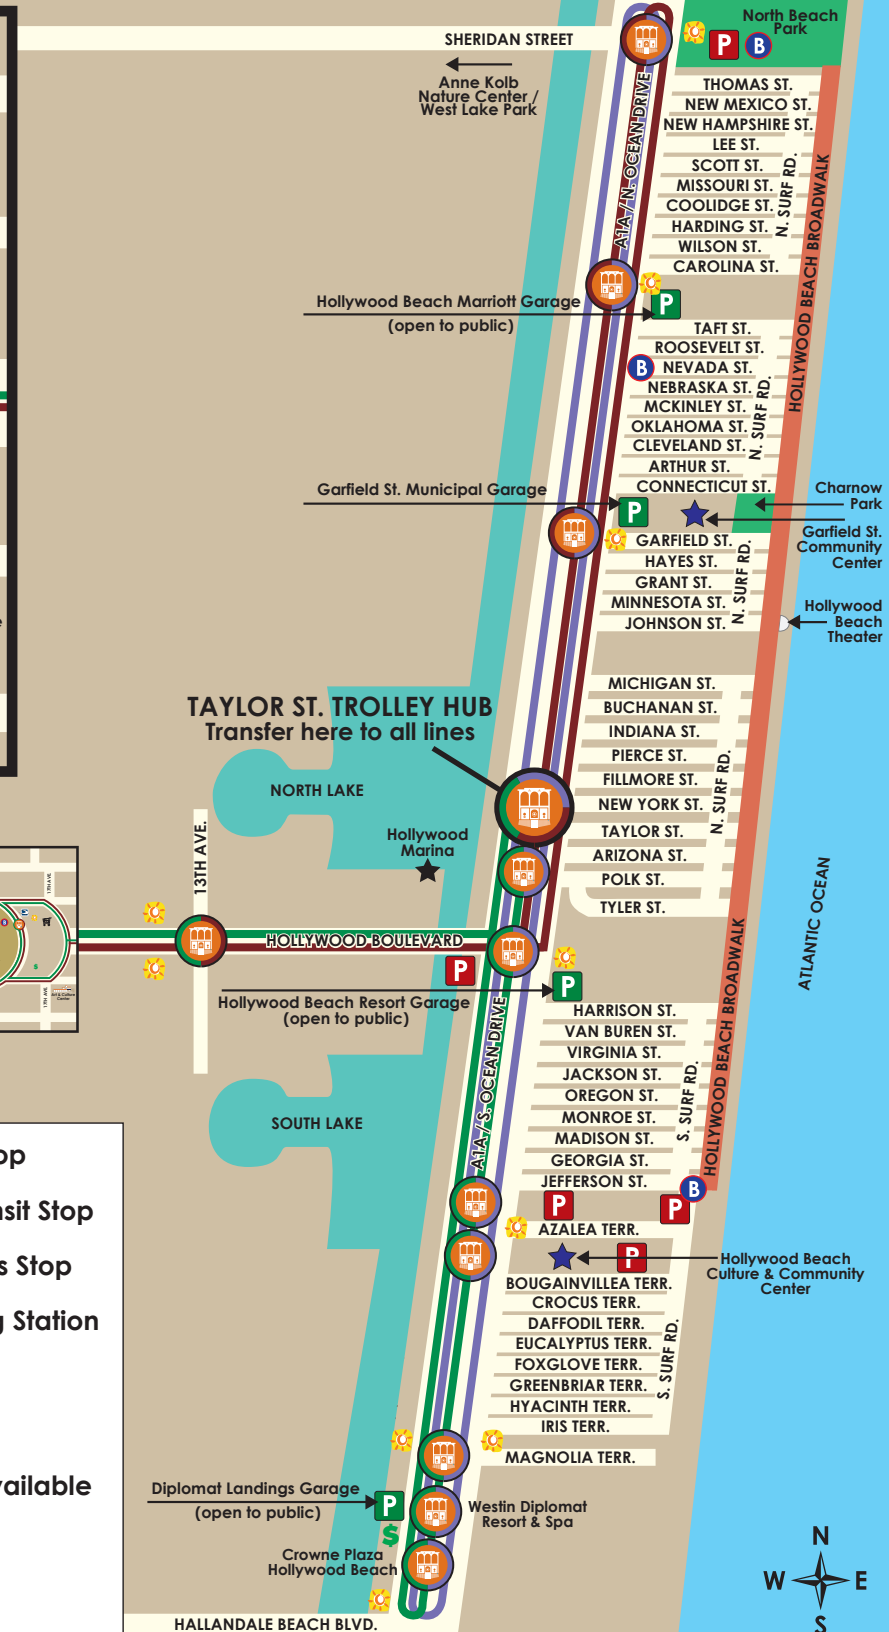 North Beach
Park
SHERIDAN STREET
Anne Kolb
Nature Center /
West Lake Park
A1A / N. OCEAN DRIVE
P
B
THOMAS ST.
NEW MEXICO ST.
NEW HAMPSHIRE ST.
LEE ST.
SCOTT ST.
MISSOURI ST.
COOLIDGE ST.
HARDING ST.
WILSON ST.
CAROLINA ST.
N. SURF RD.
HOLLYWOOD BEACH BROADWALK
Hollywood Beach Marriott Garage
(open to public)
P
TAFT ST.
ROOSEVELT ST.
B
NEVADA ST.
NEBRASKA ST.
MCKINLEY ST.
OKLAHOMA ST.
CLEVELAND ST.
ARTHUR ST.
CONNECTICUT ST.
N. SURF RD.
Garfield St. Municipal Garage
P
Charnow
Park
Garfield St.
Community
Center
GARFIELD ST.
HAYES ST.
GRANT ST.
MINNESOTA ST.
JOHNSON ST.
N. SURF RD.
Hollywood
Beach
Theater
MICHIGAN ST.
BUCHANAN ST.
INDIANA ST.
PIERCE ST.
FILLMORE ST.
NEW YORK ST.
TAYLOR ST.
ARIZONA ST.
POLK ST.
TYLER ST.
N. SURF RD.
TAYLOR ST. TROLLEY HUB
Transfer here to all lines
NORTH LAKE
Hollywood
Marina
13TH AVE.
17TH AVE.
17TH AVE.
ATLANTIC OCEAN
HOLLYWOOD BOULEVARD
P
Hollywood Beach Resort Garage
(open to public)
P
A1A / S. OCEAN DRIVE
HARRISON ST.
VAN BUREN ST.
VIRGINIA ST.
JACKSON ST.
OREGON ST.
MONROE ST.
MADISON ST.
GEORGIA ST.
JEFFERSON ST.
S. SURF RD.
HOLLYWOOD BEACH BROADWALK
SOUTH LAKE
P
P
B
AZALEA TERR.
P
Hollywood Beach
Culture & Community
Center
BOUGAINVILLEA TERR.
CROCUS TERR.
DAFFODIL TERR.
EUCALYPTUS TERR.
FOXGLOVE TERR.
GREENBRIAR TERR.
HYACINTH TERR.
IRIS TERR.
S. SURF RD.
MAGNOLIA TERR.
Diplomat Landings Garage
(open to public)
P
$
Westin Diplomat
Resort & Spa
Crowne Plaza
Hollywood Beach
HALLANDALE BEACH BLVD.
op
nsit Stop
s Stop
g Station
vailable
N
W
E
S